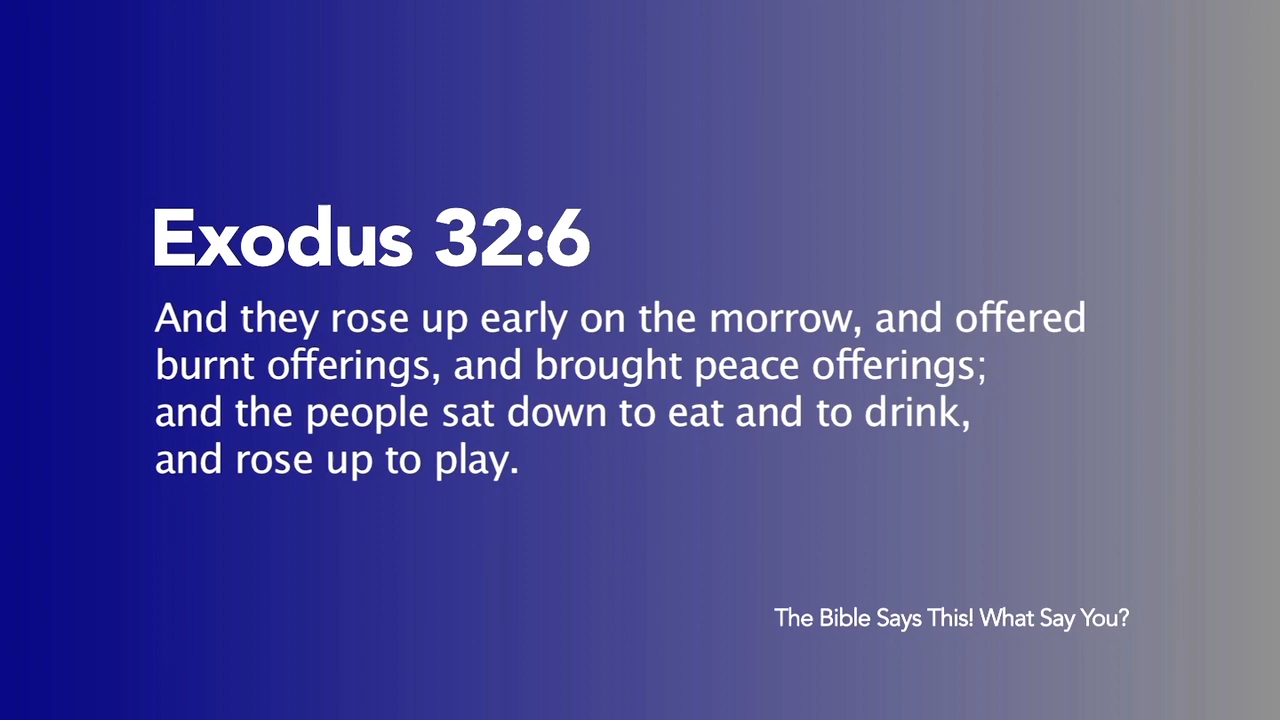 Exodus 32:6
And they rose up early on the morrow, and offered
burnt offerings, and brought peace offerings;
and the people sat down to eat and to drink,
and rose up to play.
The Bible Says This! What Say You?